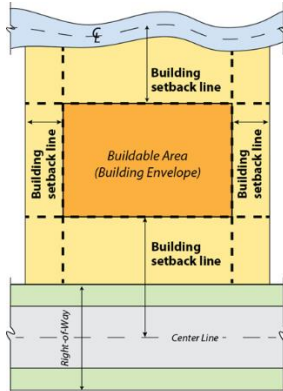 ℄
Building
setback line
Building
setback line
Buildable Area
(Building Envelope)
Building
setback line
Building
setback line
Right-of-Way
Center Line